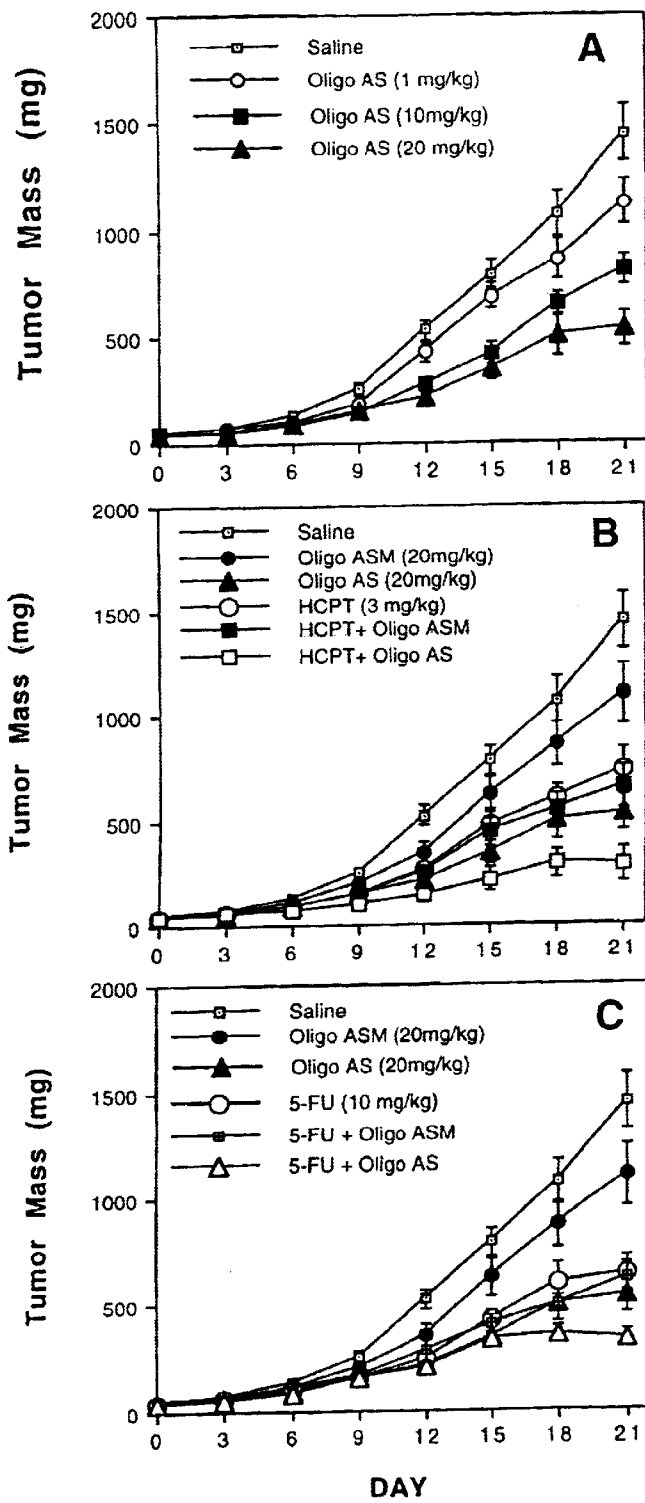 2000
1500
1000
500
0
Tumor Mass (mg)
Saline
Oligo AS (1 mg/kg)
Oligo AS (10mg/kg)
Oligo AS (20 mg/kg)
A
0 3 6 9 12 15 18 21
2000
1500
1000
500
0
Tumor Mass (mg)
Saline
Oligo ASM (20mg/kg)
Oligo AS (20mg/kg)
HCPT (3 mg/kg)
HCPT+ Oligo ASM
HCPT+ Oligo AS
B
0 3 6 9 12 15 18 21
2000
1500
1000
500
0
Tumor Mass (mg)
Saline
Oligo ASM (20mg/kg)
Oligo AS (20mg/kg)
5-FU (10 mg/kg)
5-FU + Oligo ASM
5-FU + Oligo AS
C
0 3 6 9 12 15 18 21
DAY